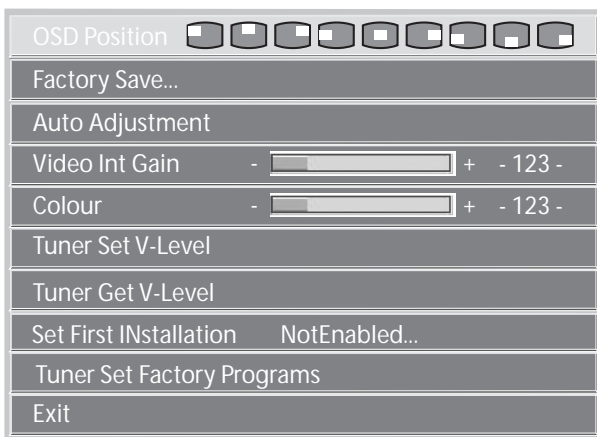 OSD Position
Factory Save...
Auto Adjustment
Video Int Gain - + - 123 -
Colour - + - 123 -
Tuner Set V-Level
Tuner Get V-Level
Set First INstallation NotEnabled...
Tuner Set Factory Programs
Exit